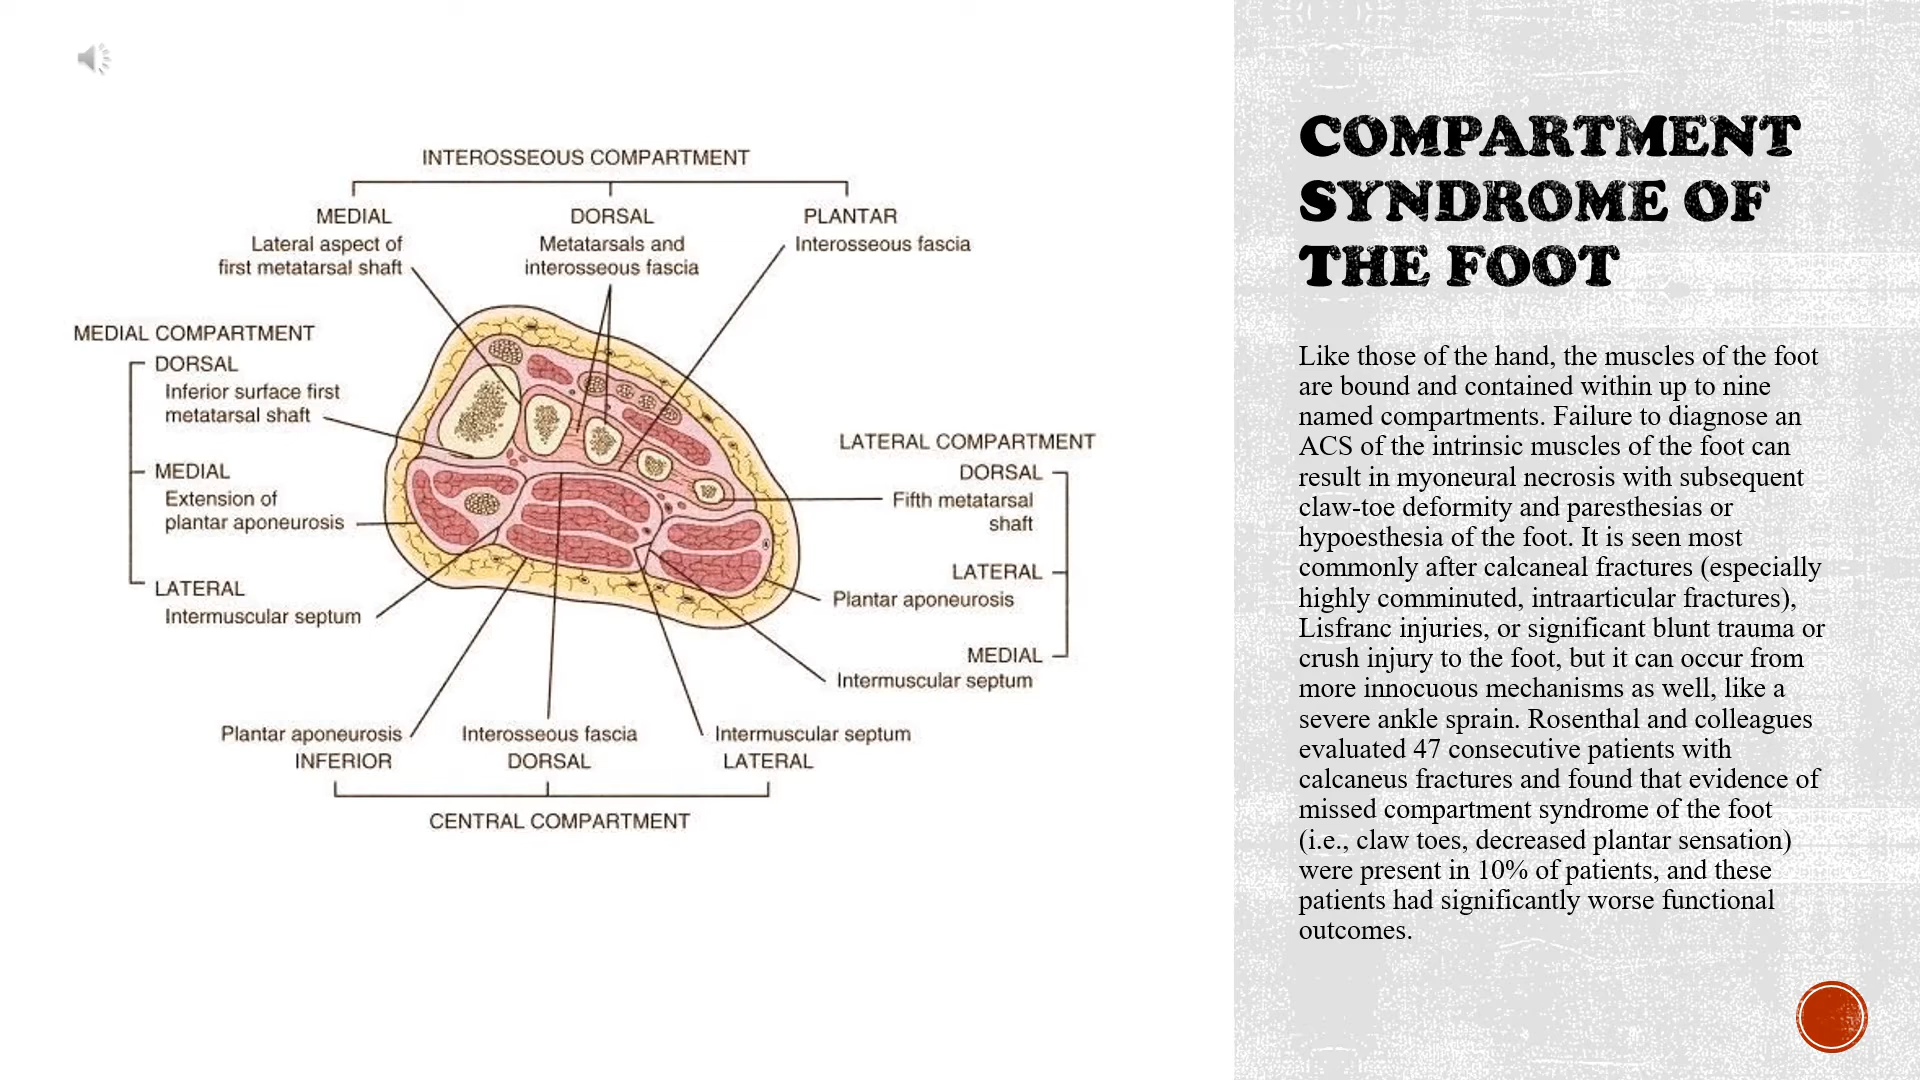 INTEROSSEOUS COMPARTMENT
MEDIAL
Lateral aspect of
first metatarsal shaft
DORSAL
Metatarsals and
interosseous fascia
PLANTAR
Interosseous fascia
MEDIAL COMPARTMENT
DORSAL
Inferior surface first
metatarsal shaft
MEDIAL
Extension of
plantar aponeurosis
LATERAL
Intermuscular septum
LATERAL COMPARTMENT
DORSAL
Fifth metatarsal
shaft
LATERAL
Plantar aponeurosis
MEDIAL
Intermuscular septum
Plantar aponeurosis
INFERIOR
Interosseous fascia
DORSAL
Intermuscular septum
LATERAL
CENTRAL COMPARTMENT
COMPARTMENT
SYNDROME OF
THE FOOT
Like those of the hand, the muscles of the foot
are bound and contained within up to nine
named compartments. Failure to diagnose an
ACS of the intrinsic muscles of the foot can
result in myoneural necrosis with subsequent
claw-toe deformity and paresthesias or
hypoesthesia of the foot. It is seen most
commonly after calcaneal fractures (especially
highly comminuted, intraarticular fractures),
Lisfranc injuries, or significant blunt trauma or
crush injury to the foot, but it can occur from
more innocuous mechanisms as well, like a
severe ankle sprain. Rosenthal and colleagues
evaluated 47 consecutive patients with
calcaneus fractures and found that evidence of
missed compartment syndrome of the foot
(i.e., claw toes, decreased plantar sensation)
were present in 10% of patients, and these
patients had significantly worse functional
outcomes.